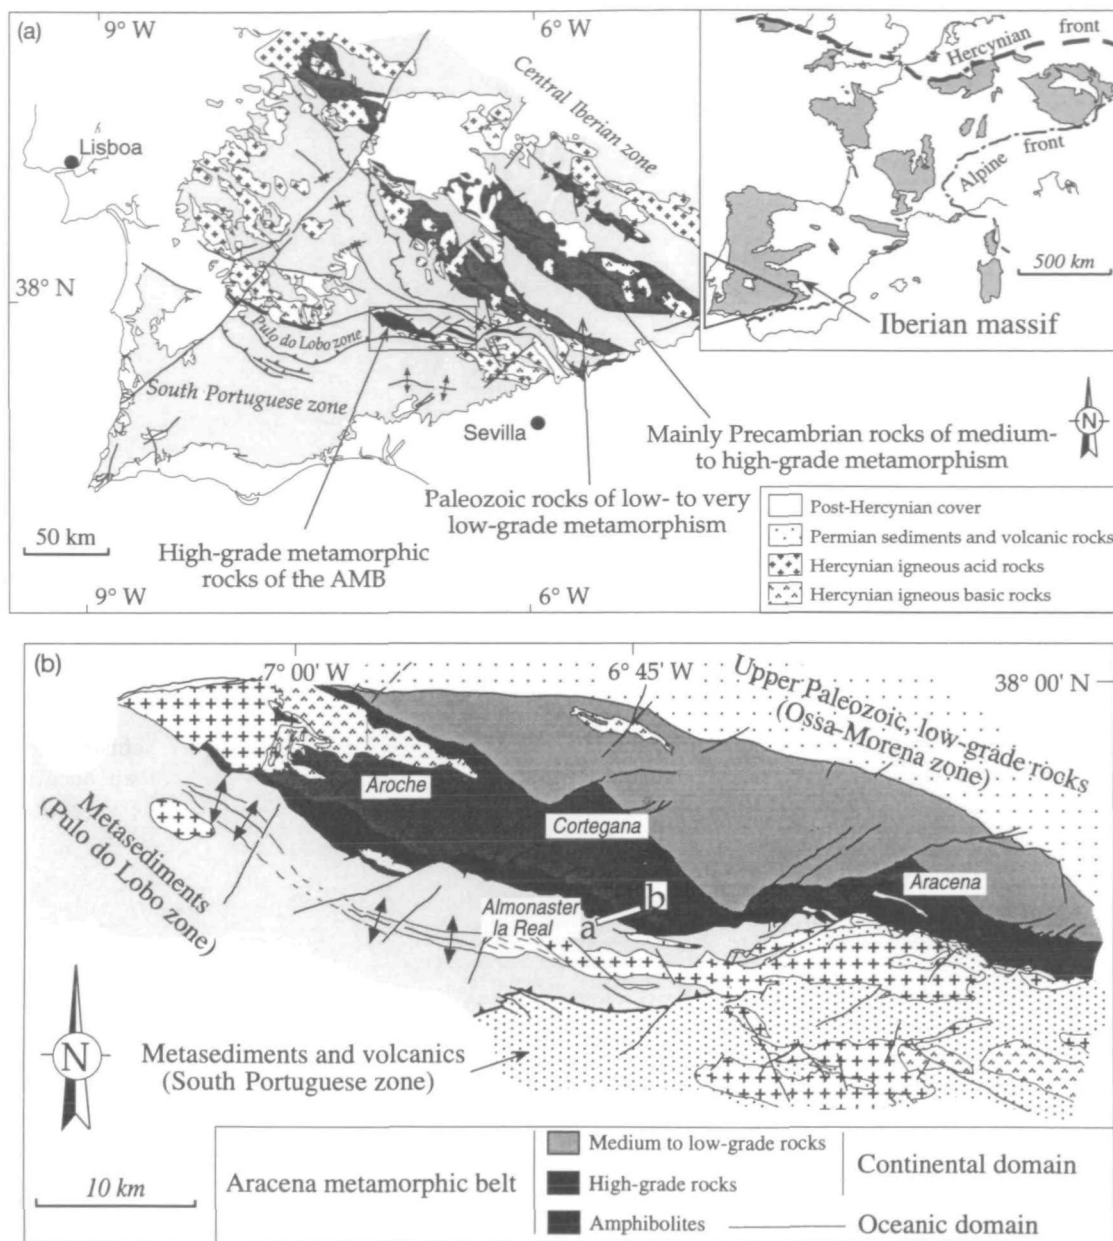 (a)
9° W
6° W
Hercynian
front
Central Iberian zone
Lisboa
front
Alpine
500 km
38° N
Iberian massif
Pulo do Lobo zone
South Portuguese zone
Sevilla
N
Mainly Precambrian rocks of medium-
to high-grade metamorphism
Paleozoic rocks of low- to very
low-grade metamorphism
50 km
High-grade metamorphic
rocks of the AMB
Post-Hercynian cover
Permian sediments and volcanic rocks
Hercynian igneous acid rocks
Hercynian igneous basic rocks
9° W
6° W
(b)
7° 00' W
6° 45' W
38° 00' N
Upper Paleozoic, low-grade rocks
(Ossa-Morena zone)
Aroche
Cortegana
Metasediments
(Pulo do Lobo zone)
Aracena
Almonaster
la Real
a
b
N
Metasediments and volcanics
(South Portuguese zone)
10 km
Aracena metamorphic belt
Medium to low-grade rocks
High-grade rocks
Amphibolites
Continental domain
Oceanic domain